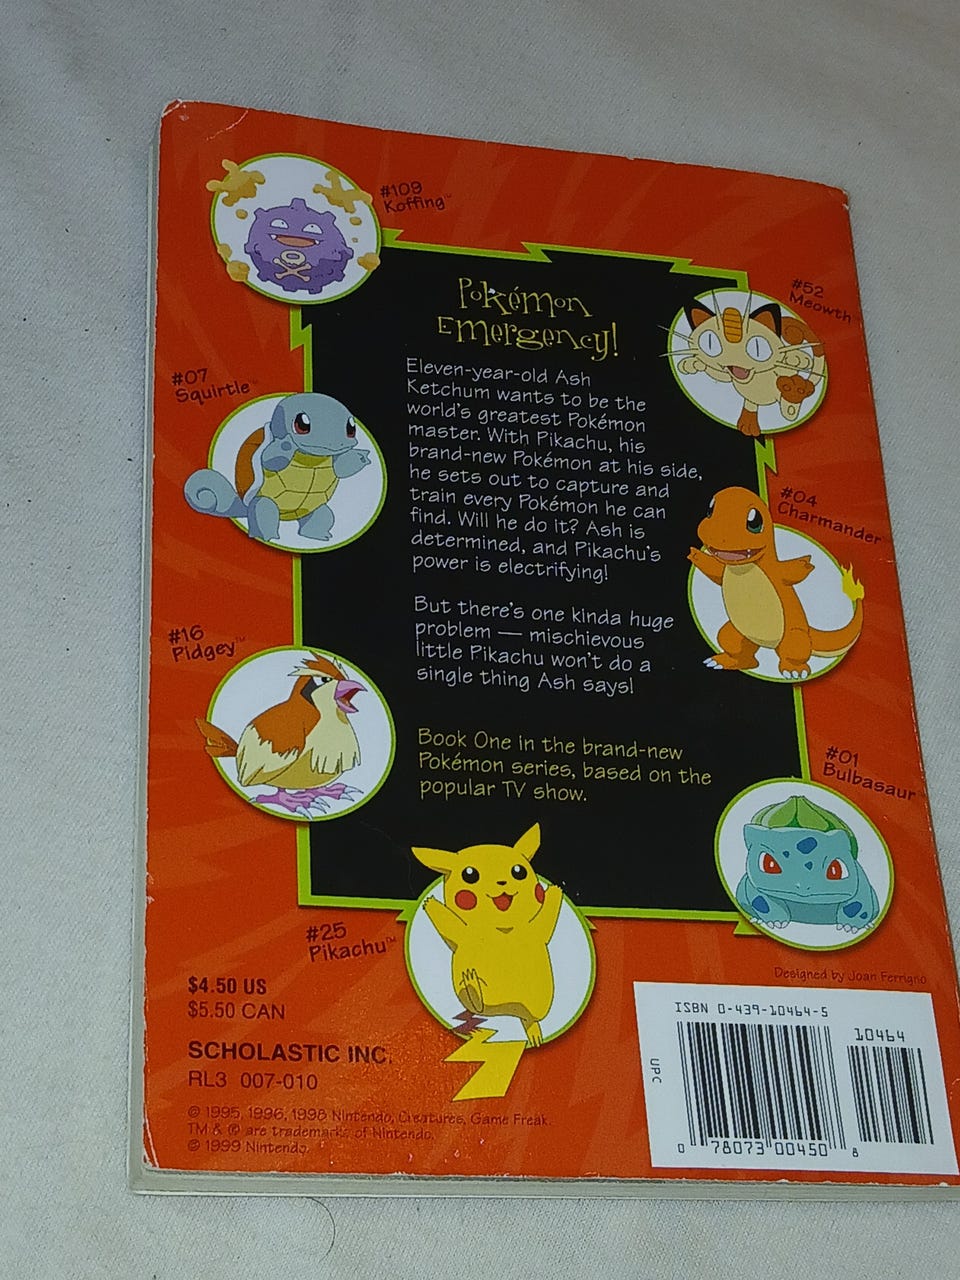 #109
Koffing™
#52
Meowth
#07
Squirtle™
#04
Charmander™
#16
Pidgey™
#01
Bulbasaur
#25
Pikachu™
Pokémon
Emergency!
Eleven-year-old Ash
Ketchum wants to be the
world's greatest Pokémon
master. With Pikachu, his
brand-new Pokémon at his side,
he sets out to capture and
train every Pokémon he can
find. Will he do it? Ash is
determined, and Pikachu's
power is electrifying!
But there's one kinda huge
problem — mischievous
little Pikachu won't do a
single thing Ash says!
Book One in the brand-new
Pokémon series, based on the
popular TV show.
Designed by Joan Ferrigno
$4.50 US
$5.50 CAN
SCHOLASTIC INC.
RL3 007-010
© 1995, 1996, 1998 Nintendo, Creatures, Game Freak.
TM & ® are trademarks of Nintendo.
© 1999 Nintendo.
ISBN 0-439-10464-5
10464
UPC
0 78073 00450 8